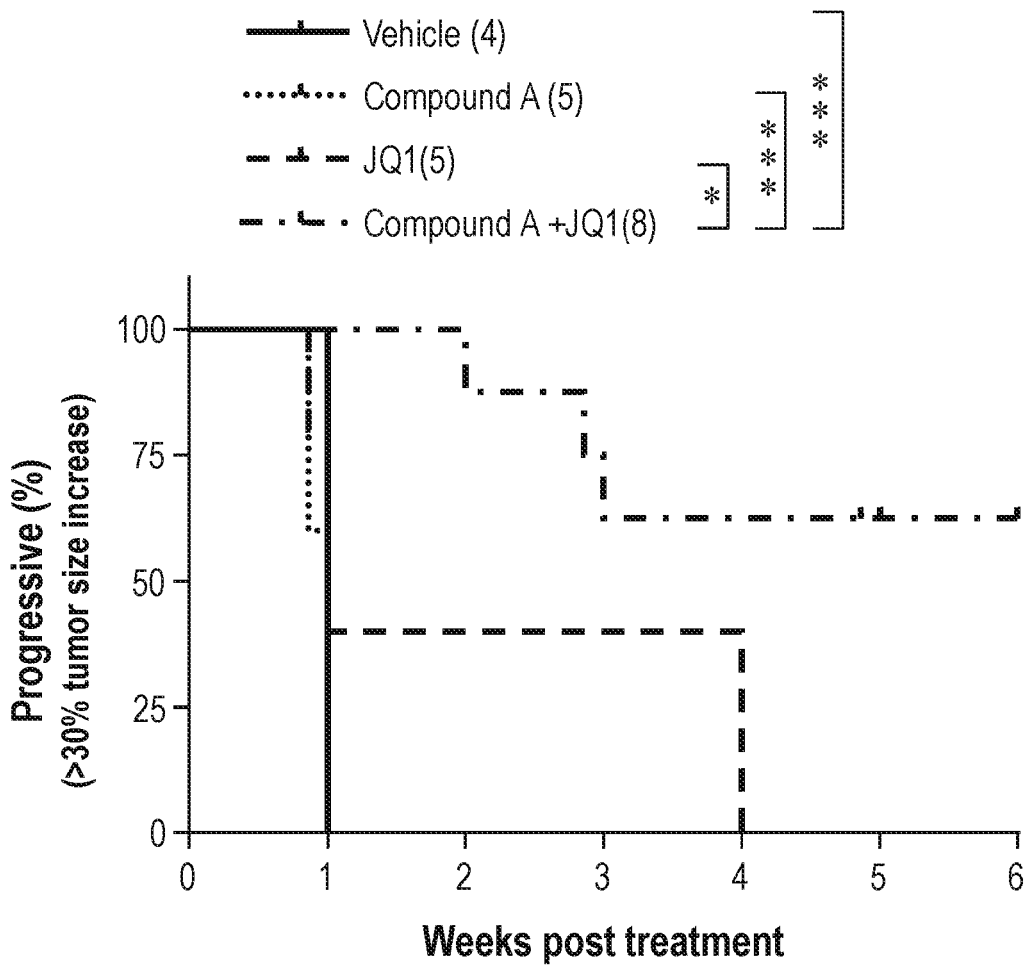 Vehicle (4)
Compound A (5)
JQ1(5)
Compound A +JQ1(8)
*
***
***
Progressive (%)
(>30% tumor size increase)
100
75
50
25
0
0 1 2 3 4 5 6
Weeks post treatment